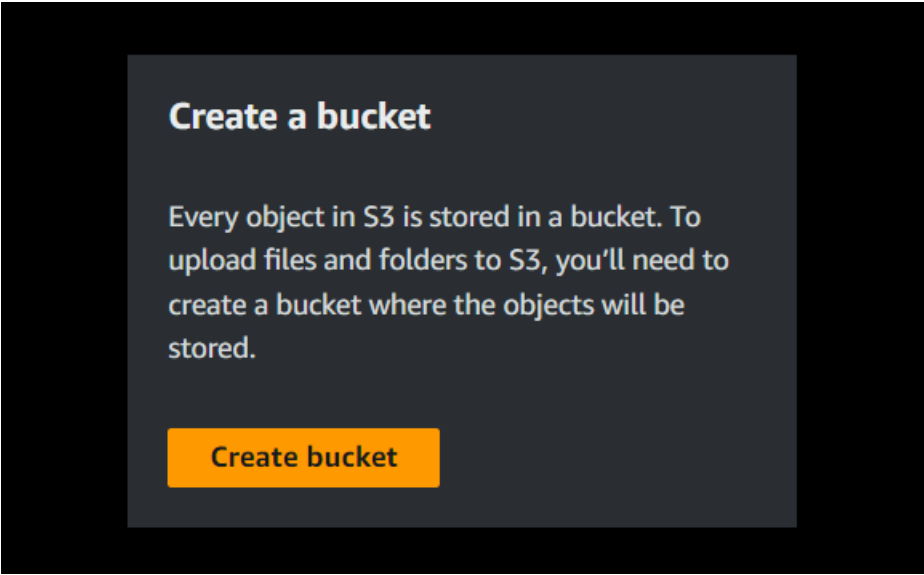 Create a bucket
Every object in S3 is stored in a bucket. To
upload files and folders to S3, you’ll need to
create a bucket where the objects will be
stored.
Create bucket